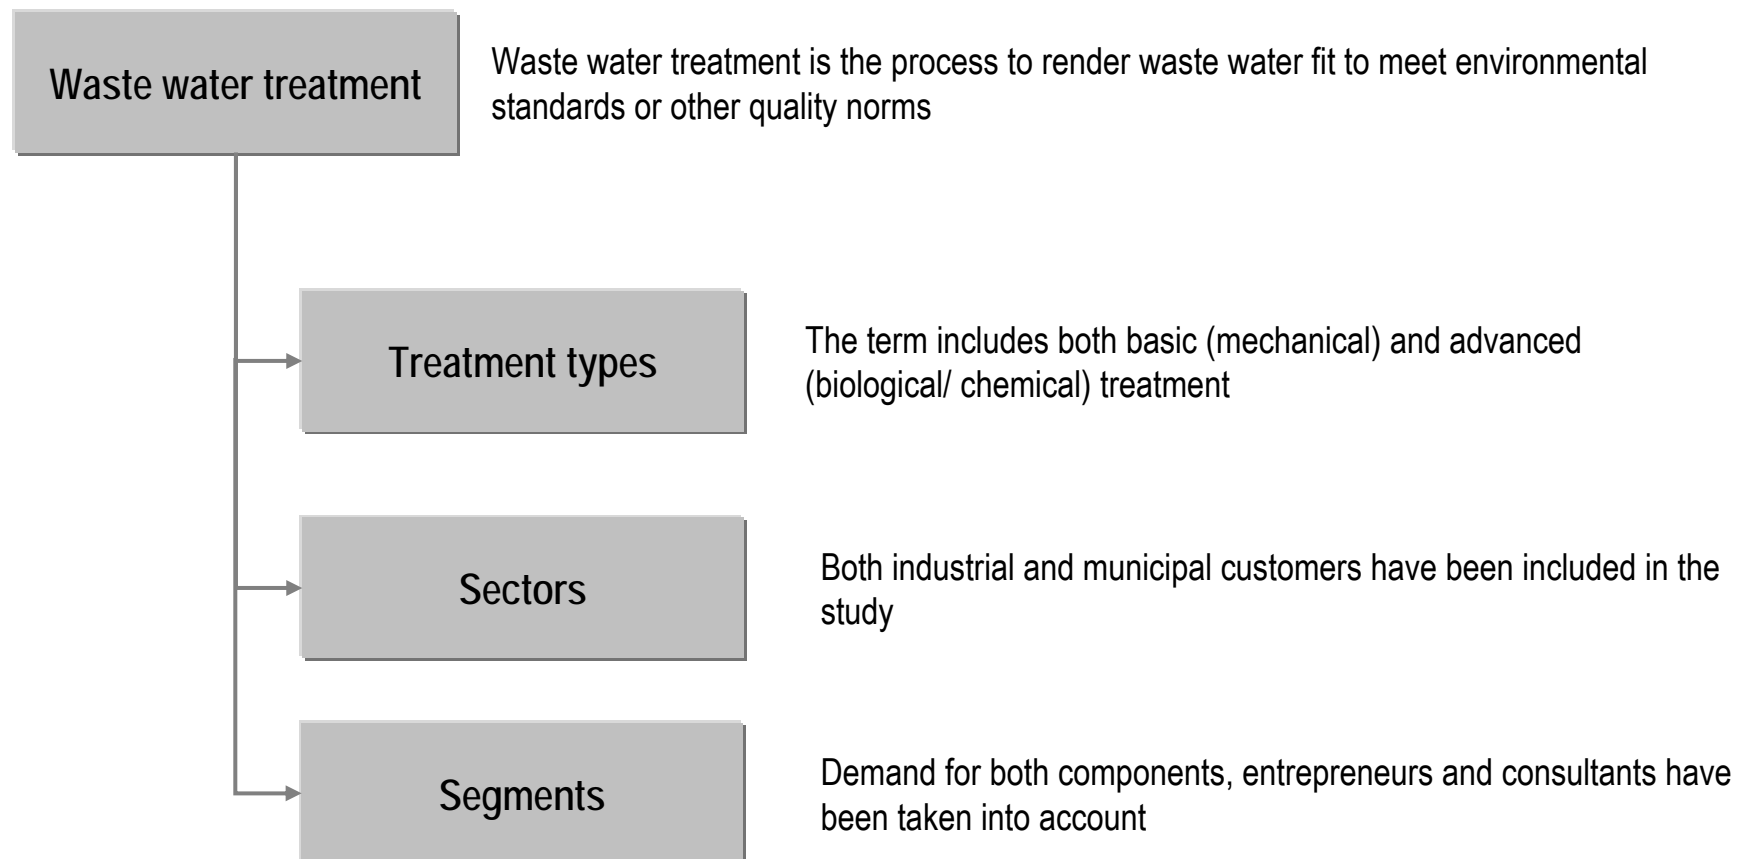 Waste water treatment
Waste water treatment is the process to render waste water fit to meet environmental
standards or other quality norms
Treatment types
The term includes both basic (mechanical) and advanced
(biological/ chemical) treatment
Sectors
Both industrial and municipal customers have been included in the
study
Segments
Demand for both components, entrepreneurs and consultants have
been taken into account